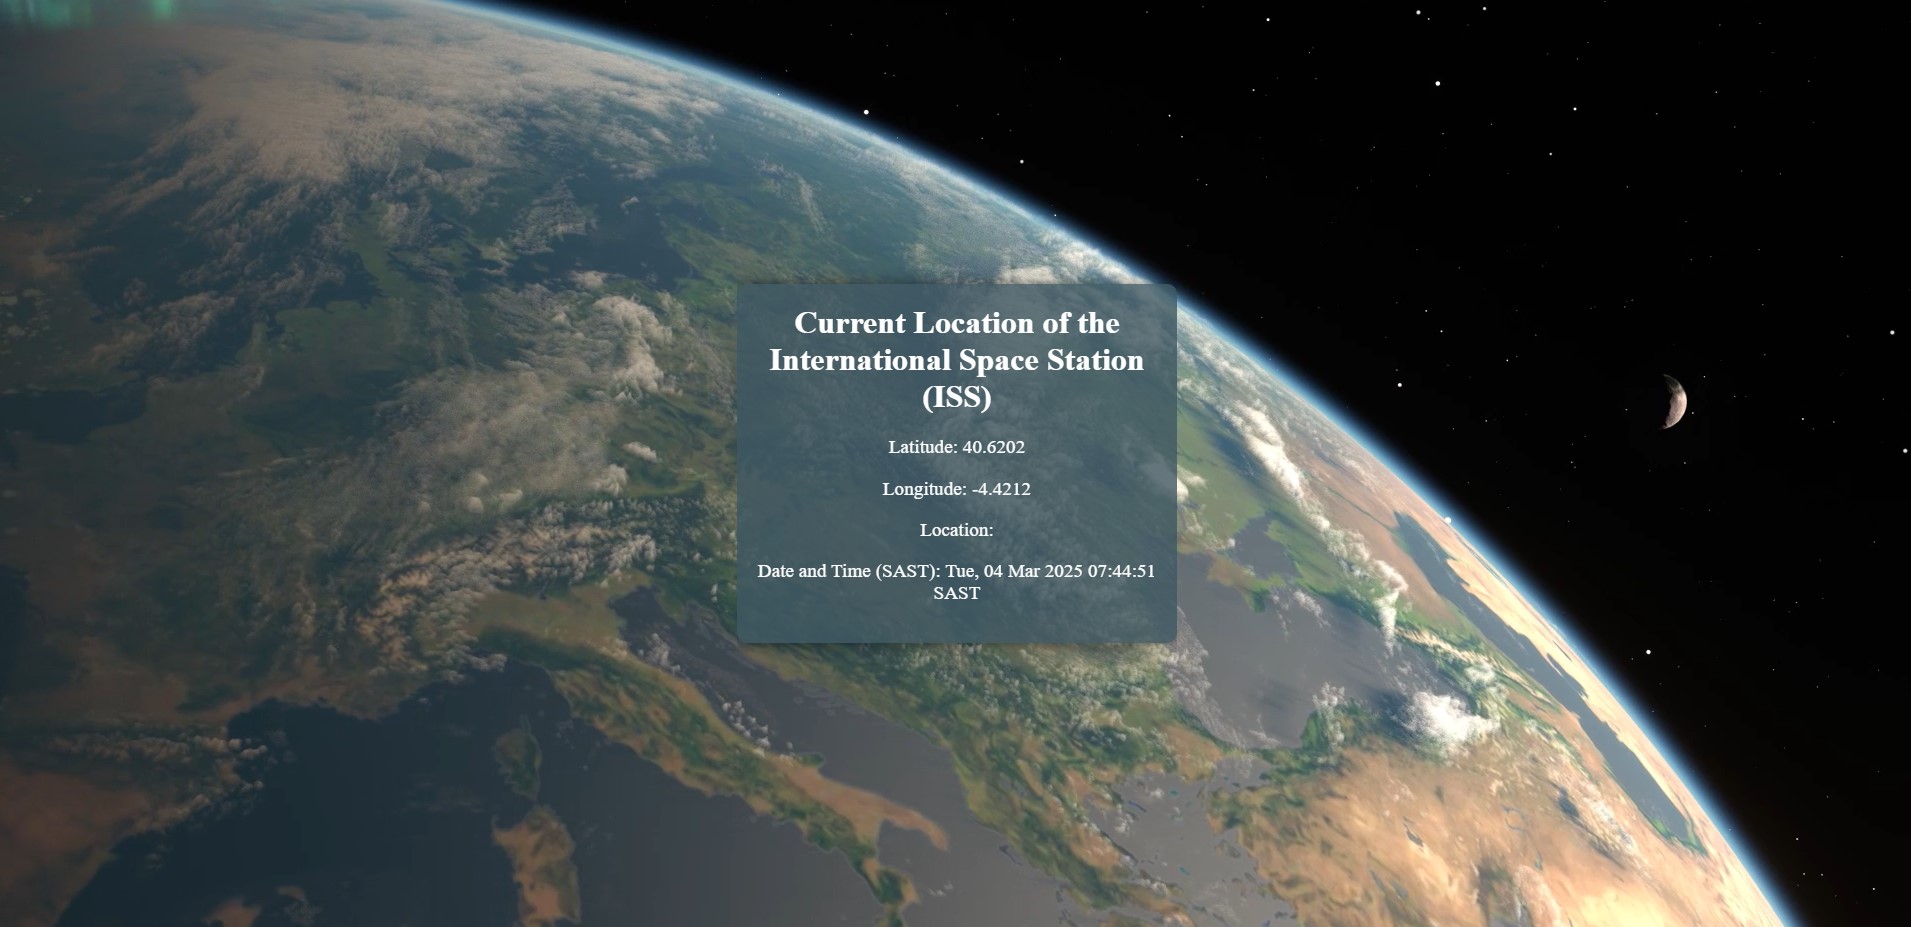 Current Location of the
International Space Station
(ISS)
Latitude: 40.6202
Longitude: -4.4212
Location:
Date and Time (SAST): Tue, 04 Mar 2025 07:44:51
SAST